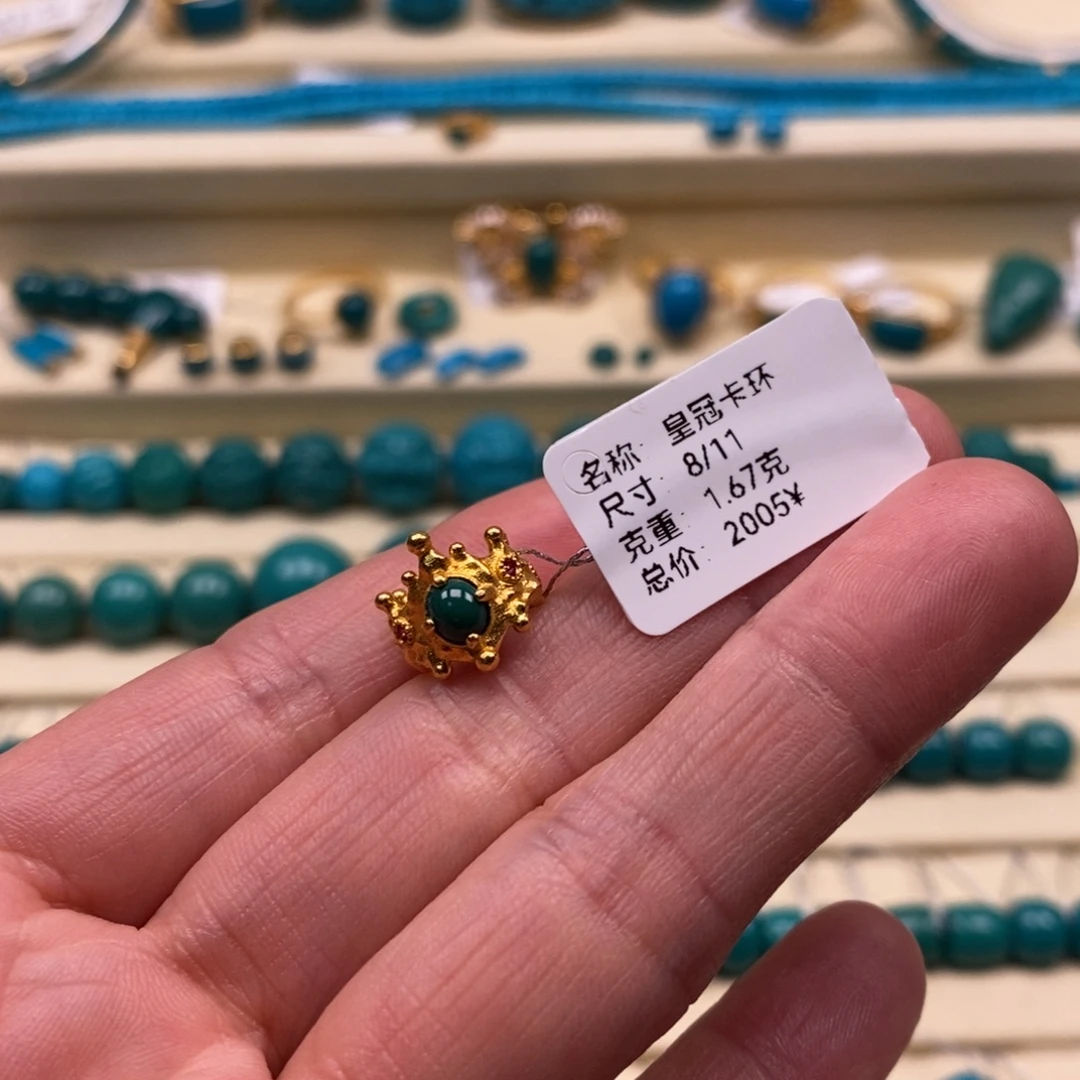 名称: 皇冠卡环
尺寸: 8/11
克重: 1.67克
总价: 2005¥